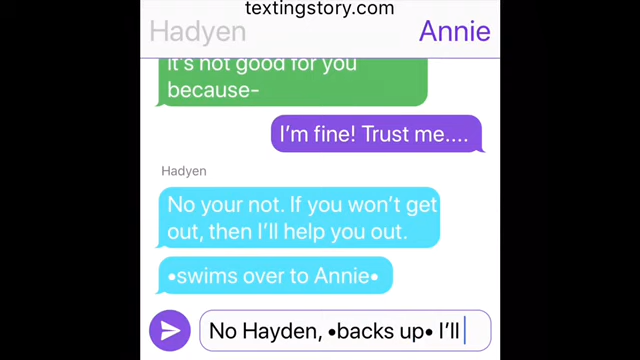 textingstory.com
Hadyen
Annie
It's not good for you
because-
I'm fine! Trust me....
Hadyen
No your not. If you won't get
out, then I'll help you out.
•swims over to Annie•
No Hayden, •backs up• I'll